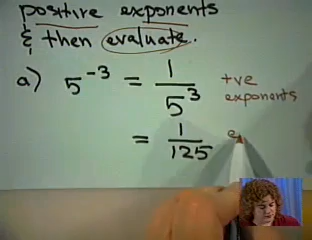 positive exponents
& then evaluate.
a) 5^-3 = 1/5^3 +ve exponents
= 1/125 e